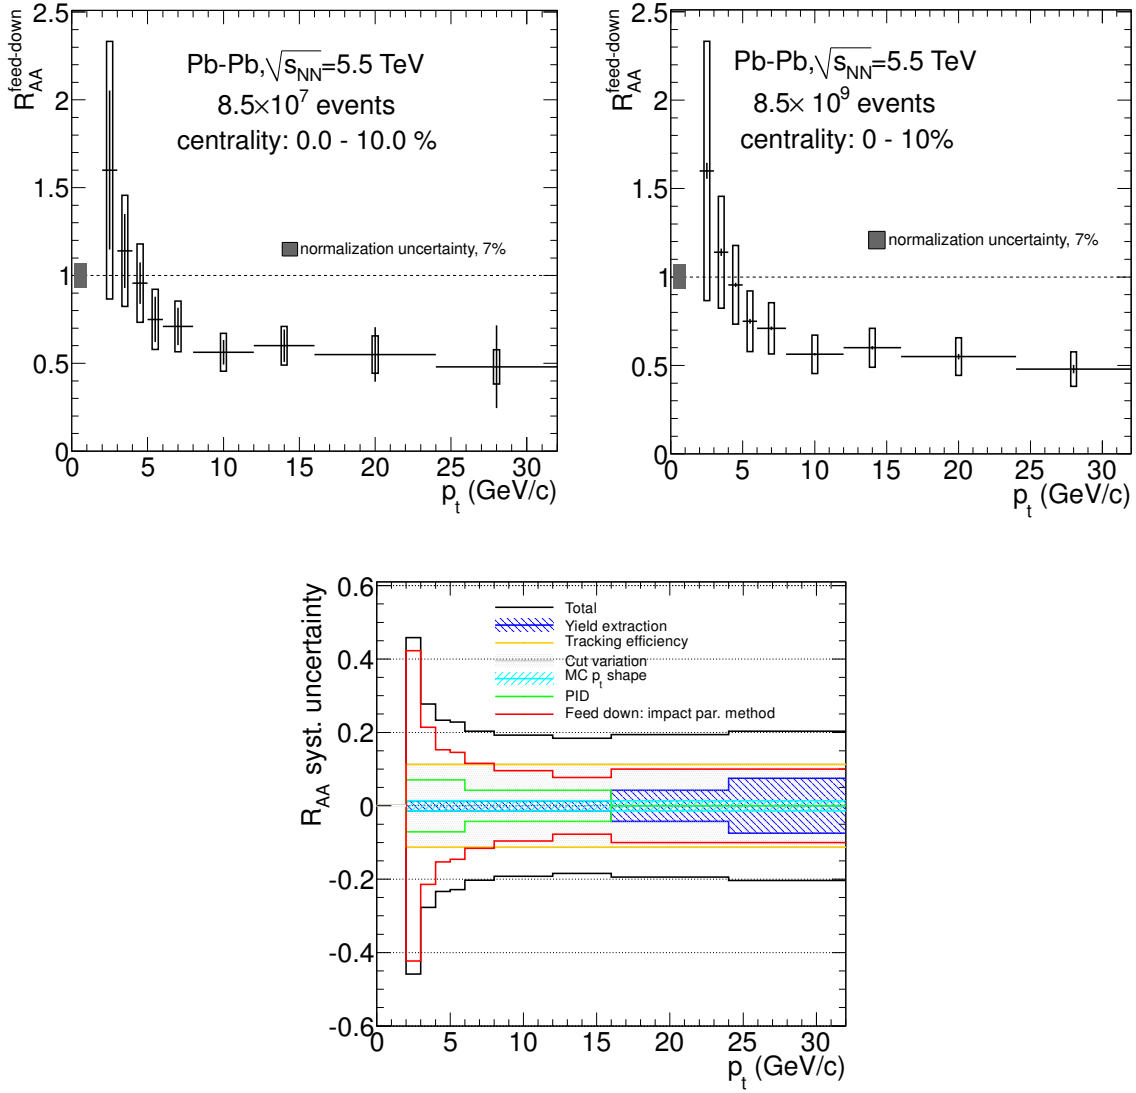 R_AA^feed-down
2.5
2
1.5
1
0.5
0
Pb-Pb,√s_NN=5.5 TeV
8.5×10^7 events
centrality: 0.0 - 10.0 %
normalization uncertainty, 7%
0 5 10 15 20 25 30
p_t (GeV/c)
R_AA^feed-down
2.5
2
1.5
1
0.5
0
Pb-Pb,√s_NN=5.5 TeV
8.5× 10^9 events
centrality: 0 - 10%
normalization uncertainty, 7%
0 5 10 15 20 25 30
p_t (GeV/c)
R_AA syst. uncertainty
0.6
0.4
0.2
0
-0.2
-0.4
-0.6
Total
Yield extraction
Tracking efficiency
Cut variation
MC p_t shape
PID
Feed down: impact par. method
0 5 10 15 20 25 30
p_t (GeV/c)